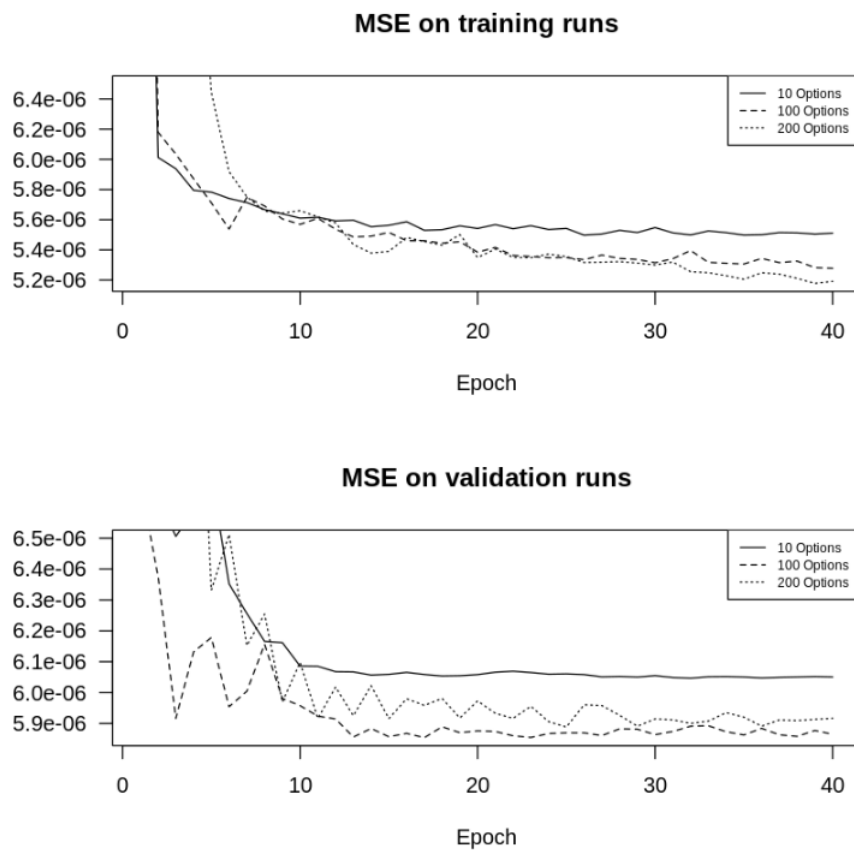 MSE on training runs
6.4e-06
6.2e-06
6.0e-06
5.8e-06
5.6e-06
5.4e-06
5.2e-06
10 Options
100 Options
200 Options
0 10 20 30 40
Epoch
MSE on validation runs
6.5e-06
6.4e-06
6.3e-06
6.2e-06
6.1e-06
6.0e-06
5.9e-06
10 Options
100 Options
200 Options
0 10 20 30 40
Epoch